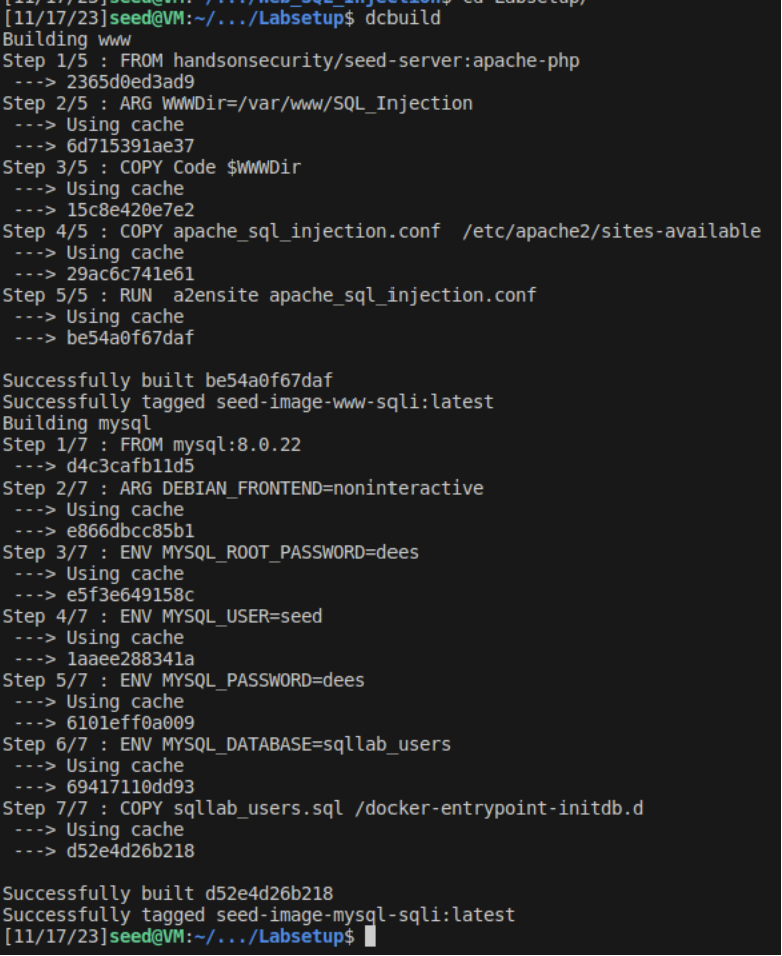 [11/17/23]seed@VM:~/.../Labsetup$ dcbuild
Building www
Step 1/5 : FROM handsonsecurity/seed-server:apache-php
 ---> 2365d0ed3ad9
Step 2/5 : ARG WWWDir=/var/www/SQL_Injection
 ---> Using cache
 ---> 6d715391ae37
Step 3/5 : COPY Code $WWWDir
 ---> Using cache
 ---> 15c8e420e7e2
Step 4/5 : COPY apache_sql_injection.conf  /etc/apache2/sites-available
 ---> Using cache
 ---> 29ac6c741e61
Step 5/5 : RUN  a2ensite apache_sql_injection.conf
 ---> Using cache
 ---> be54a0f67daf

Successfully built be54a0f67daf
Successfully tagged seed-image-www-sqli:latest
Building mysql
Step 1/7 : FROM mysql:8.0.22
 ---> d4c3cafb11d5
Step 2/7 : ARG DEBIAN_FRONTEND=noninteractive
 ---> Using cache
 ---> e866dbcc85b1
Step 3/7 : ENV MYSQL_ROOT_PASSWORD=dees
 ---> Using cache
 ---> e5f3e649158c
Step 4/7 : ENV MYSQL_USER=seed
 ---> Using cache
 ---> 1aaee288341a
Step 5/7 : ENV MYSQL_PASSWORD=dees
 ---> Using cache
 ---> 6101eff0a009
Step 6/7 : ENV MYSQL_DATABASE=sqllab_users
 ---> Using cache
 ---> 69417110dd93
Step 7/7 : COPY sqllab_users.sql /docker-entrypoint-initdb.d
 ---> Using cache
 ---> d52e4d26b218

Successfully built d52e4d26b218
Successfully tagged seed-image-mysql-sqli:latest
[11/17/23]seed@VM:~/.../Labsetup$